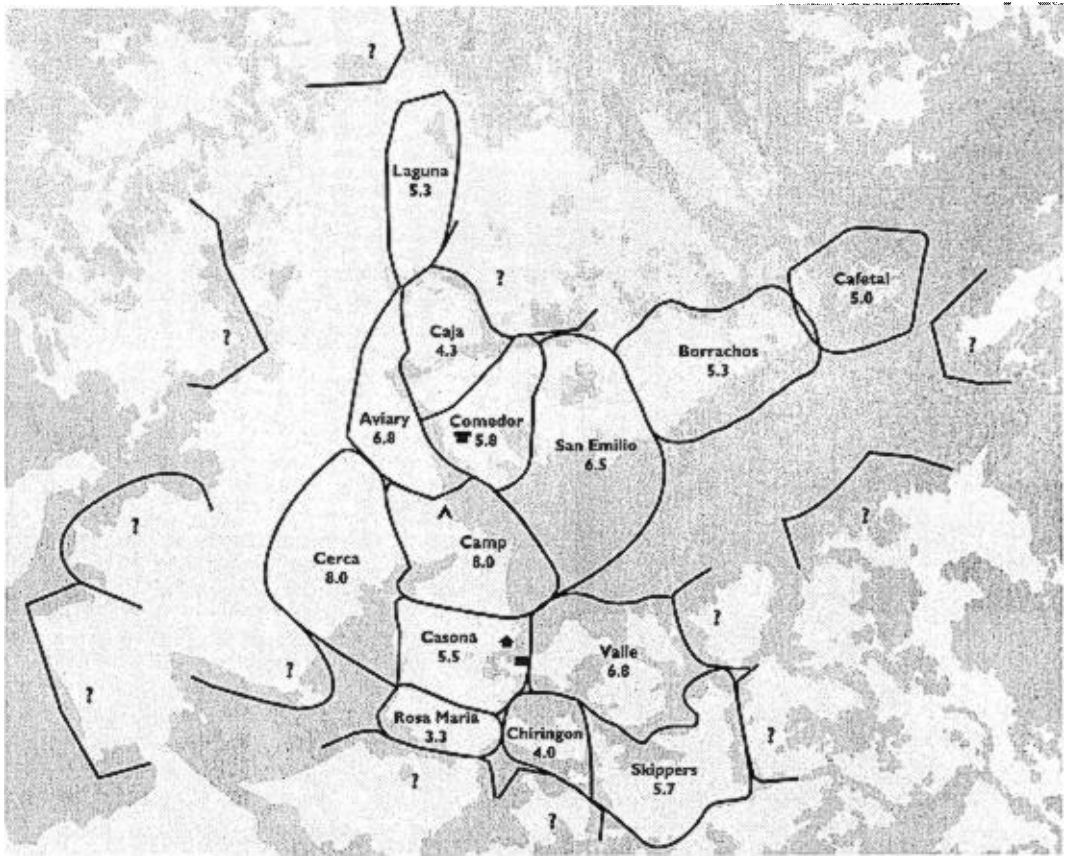 ?
Laguna
5.3
?
?
Cafetal
5.0
Caja
4.3
?
?
Borrachos
5.3
Aviary
6.8
Comedor
5.8
San Emilio
6.5
?
?
Camp
8.0
Cerca
8.0
?
Casona
5.5
Valle
6.8
?
?
Rosa Maria
3.3
Chiringon
4.0
?
?
Skippers
5.7
?